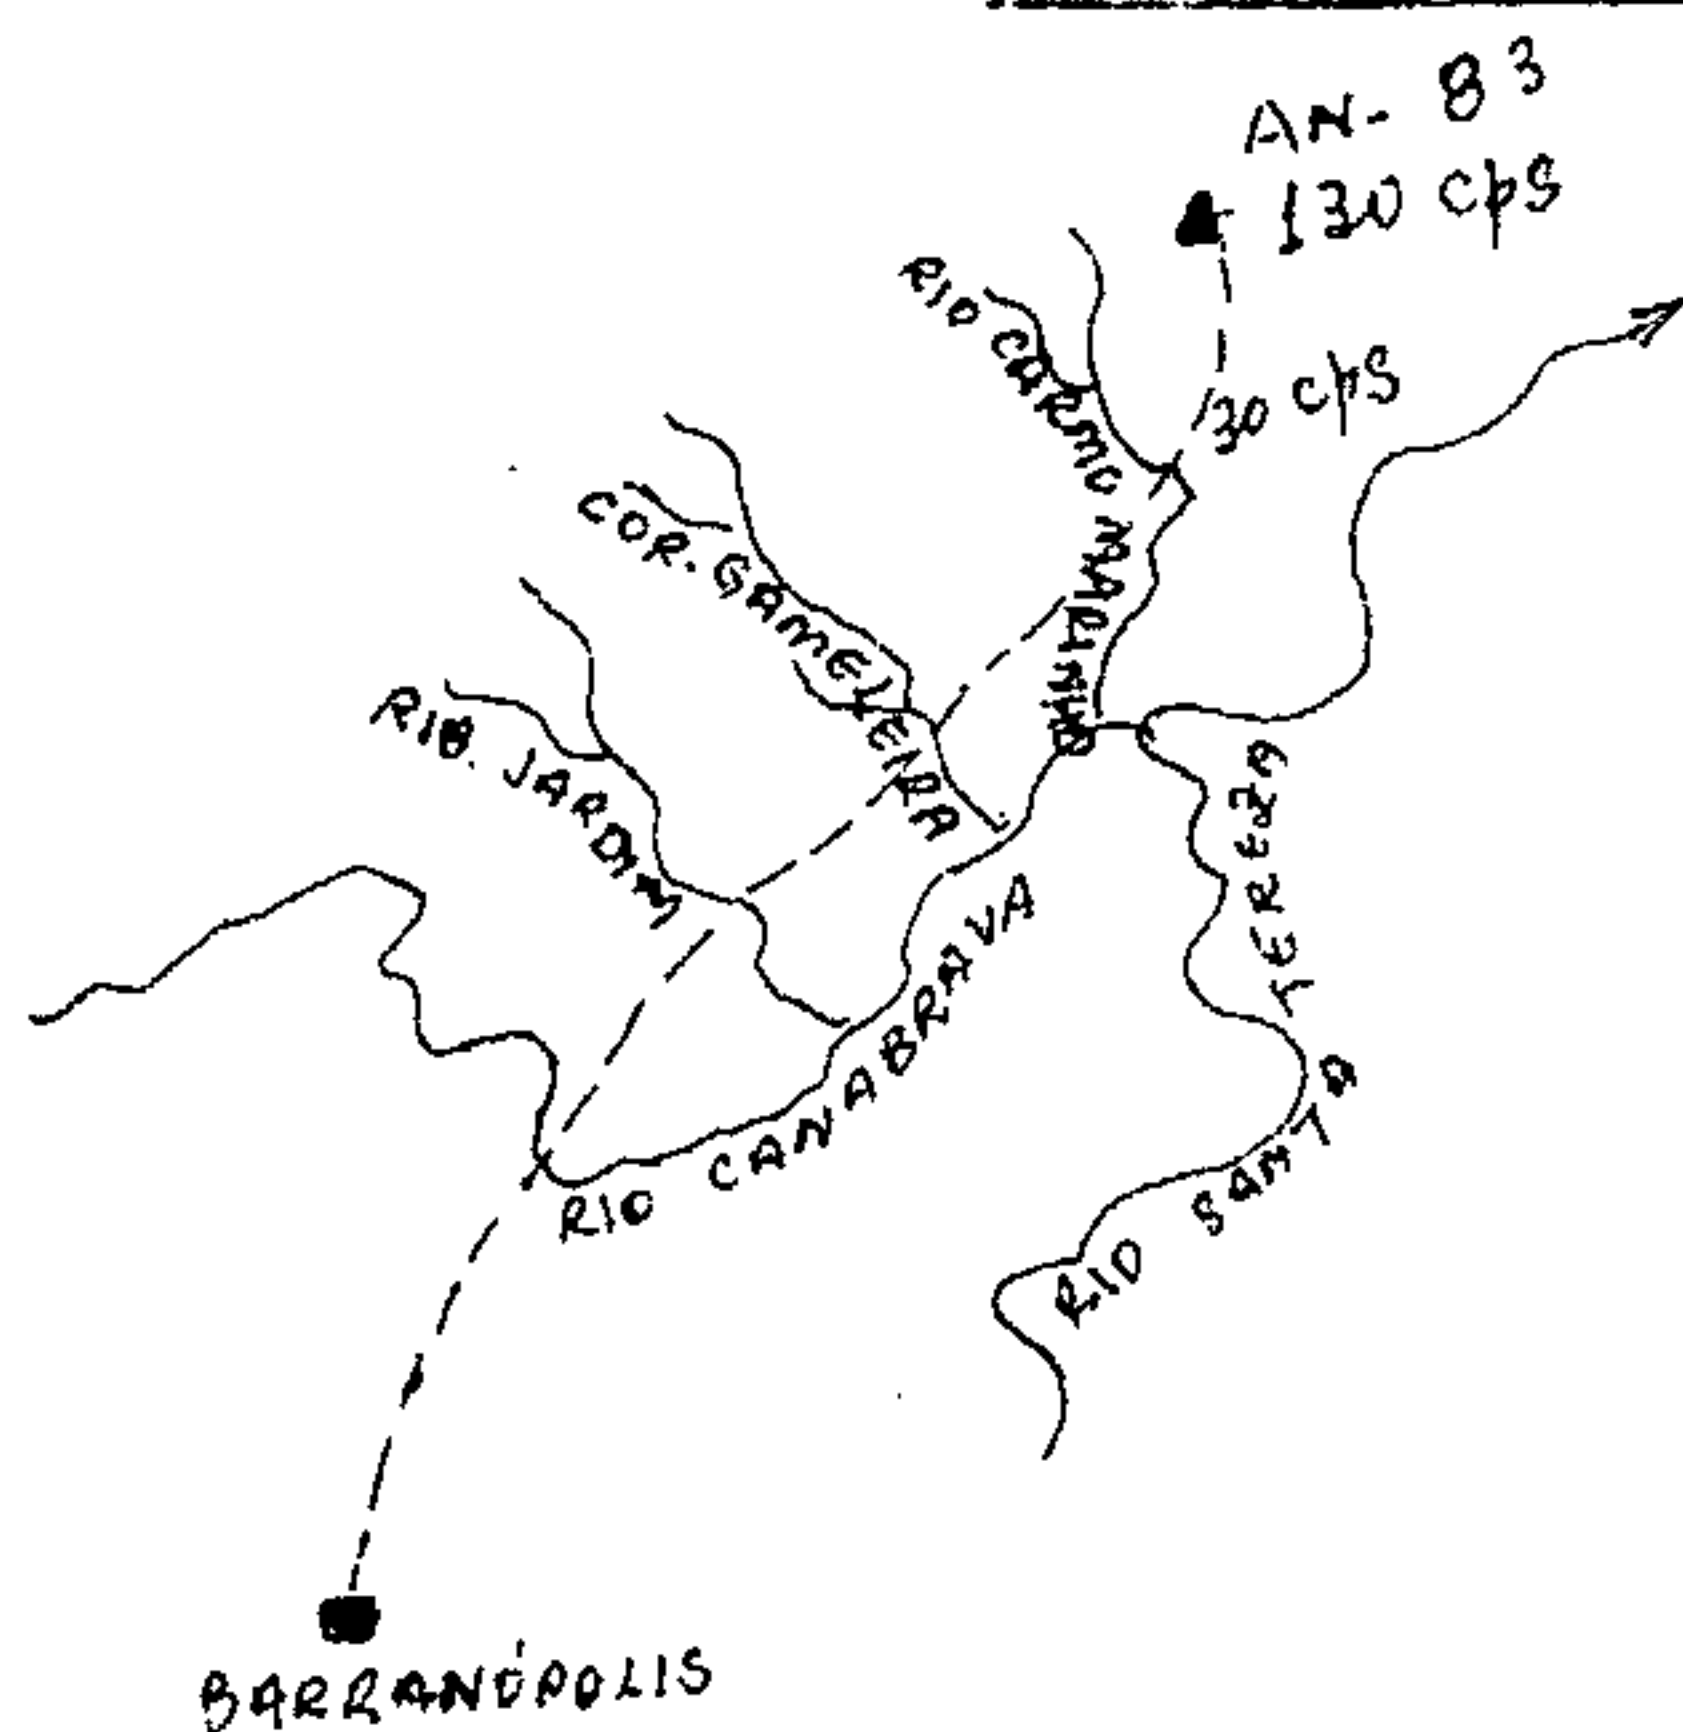 AN- 83
130 cps
30 cps
RIO CARMO
COR. GAMELEIRA
RIB. JARDIM
RIO CANABRAVA
RIO SANTA TEREZA
BARRANÓPOLIS